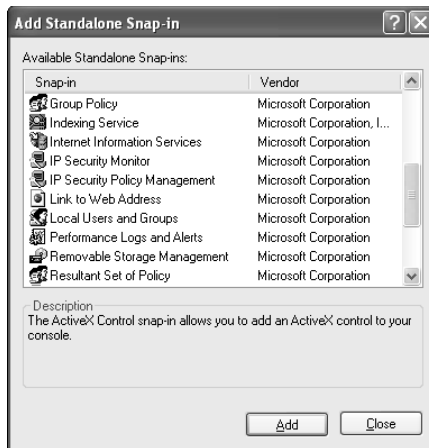 Add Standalone Snap-in
Available Standalone Snap-ins:
Snap-in Vendor
Group Policy Microsoft Corporation
Indexing Service Microsoft Corporation, I...
Internet Information Services Microsoft Corporation
IP Security Monitor Microsoft Corporation
IP Security Policy Management Microsoft Corporation
Link to Web Address Microsoft Corporation
Local Users and Groups Microsoft Corporation
Performance Logs and Alerts Microsoft Corporation
Removable Storage Management Microsoft Corporation
Resultant Set of Policy Microsoft Corporation
Description
The ActiveX Control snap-in allows you to add an ActiveX control to your
console.
Add Close